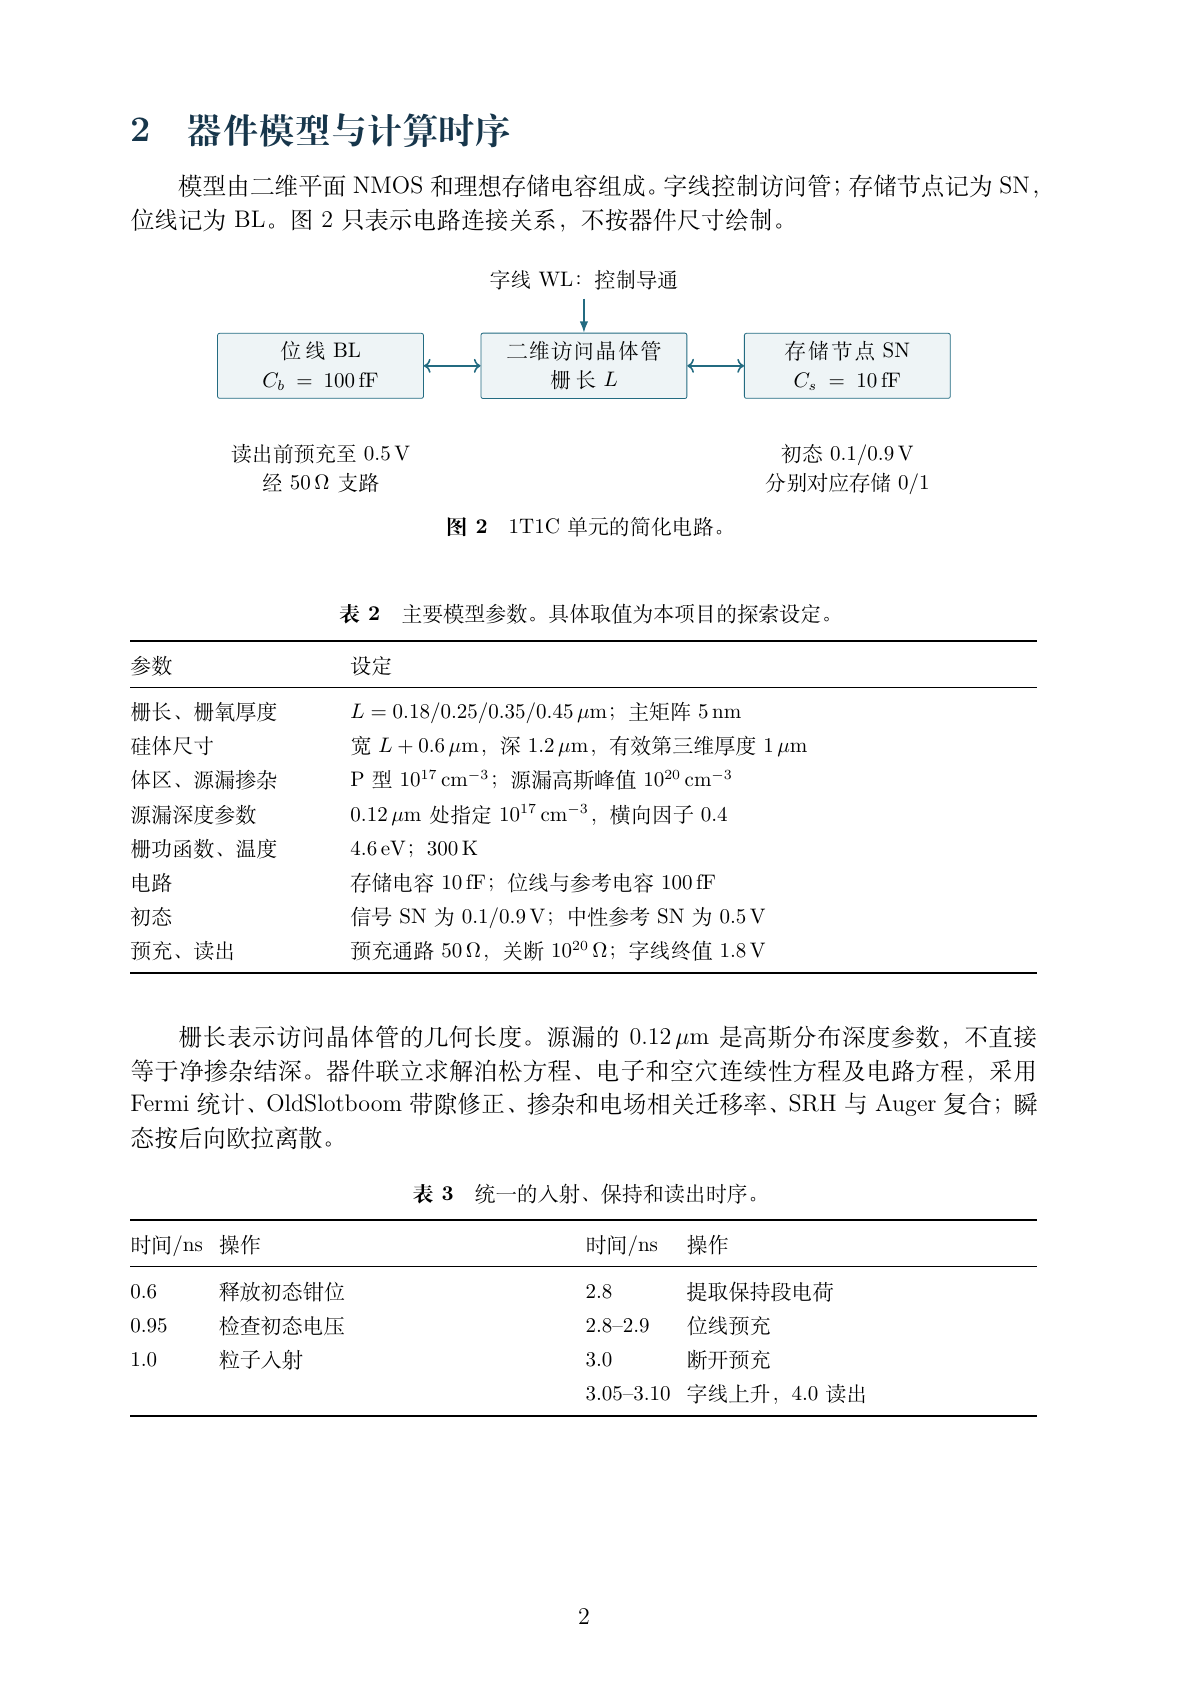 2 器件模型与计算时序
模型由二维平面 NMOS 和理想存储电容组成。字线控制访问管；存储节点记为 SN，
位线记为 BL。图 2 只表示电路连接关系，不按器件尺寸绘制。
字线 WL：控制导通
位线 BL
C_b = 100 fF
二维访问晶体管
栅长 L
存储节点 SN
C_s = 10 fF
读出前预充至 0.5 V
经 50 Ω 支路
初态 0.1/0.9 V
分别对应存储 0/1
图 2 1T1C 单元的简化电路。
表 2 主要模型参数。具体取值为本项目的探索设定。
参数 设定
栅长、栅氧厚度 L = 0.18/0.25/0.35/0.45 μm；主矩阵 5 nm
硅体尺寸 宽 L + 0.6 μm，深 1.2 μm，有效第三维厚度 1 μm
体区、源漏掺杂 P 型 10¹⁷ cm⁻³；源漏高斯峰值 10²⁰ cm⁻³
源漏深度参数 0.12 μm 处指定 10¹⁷ cm⁻³，横向因子 0.4
栅功函数、温度 4.6 eV；300 K
电路 存储电容 10 fF；位线与参考电容 100 fF
初态 信号 SN 为 0.1/0.9 V；中性参考 SN 为 0.5 V
预充、读出 预充通路 50 Ω，关断 10²⁰ Ω；字线终值 1.8 V
栅长表示访问晶体管的几何长度。源漏的 0.12 μm 是高斯分布深度参数，不直接
等于净掺杂结深。器件联立求解泊松方程、电子和空穴连续性方程及电路方程，采用
Fermi 统计、OldSlotboom 带隙修正、掺杂和电场相关迁移率、SRH 与 Auger 复合；瞬
态按后向欧拉离散。
表 3 统一的入射、保持和读出时序。
时间/ns 操作 时间/ns 操作
0.6 释放初态钳位 2.8 提取保持段电荷
0.95 检查初态电压 2.8–2.9 位线预充
1.0 粒子入射 3.0 断开预充
3.05–3.10 字线上升，4.0 读出
2